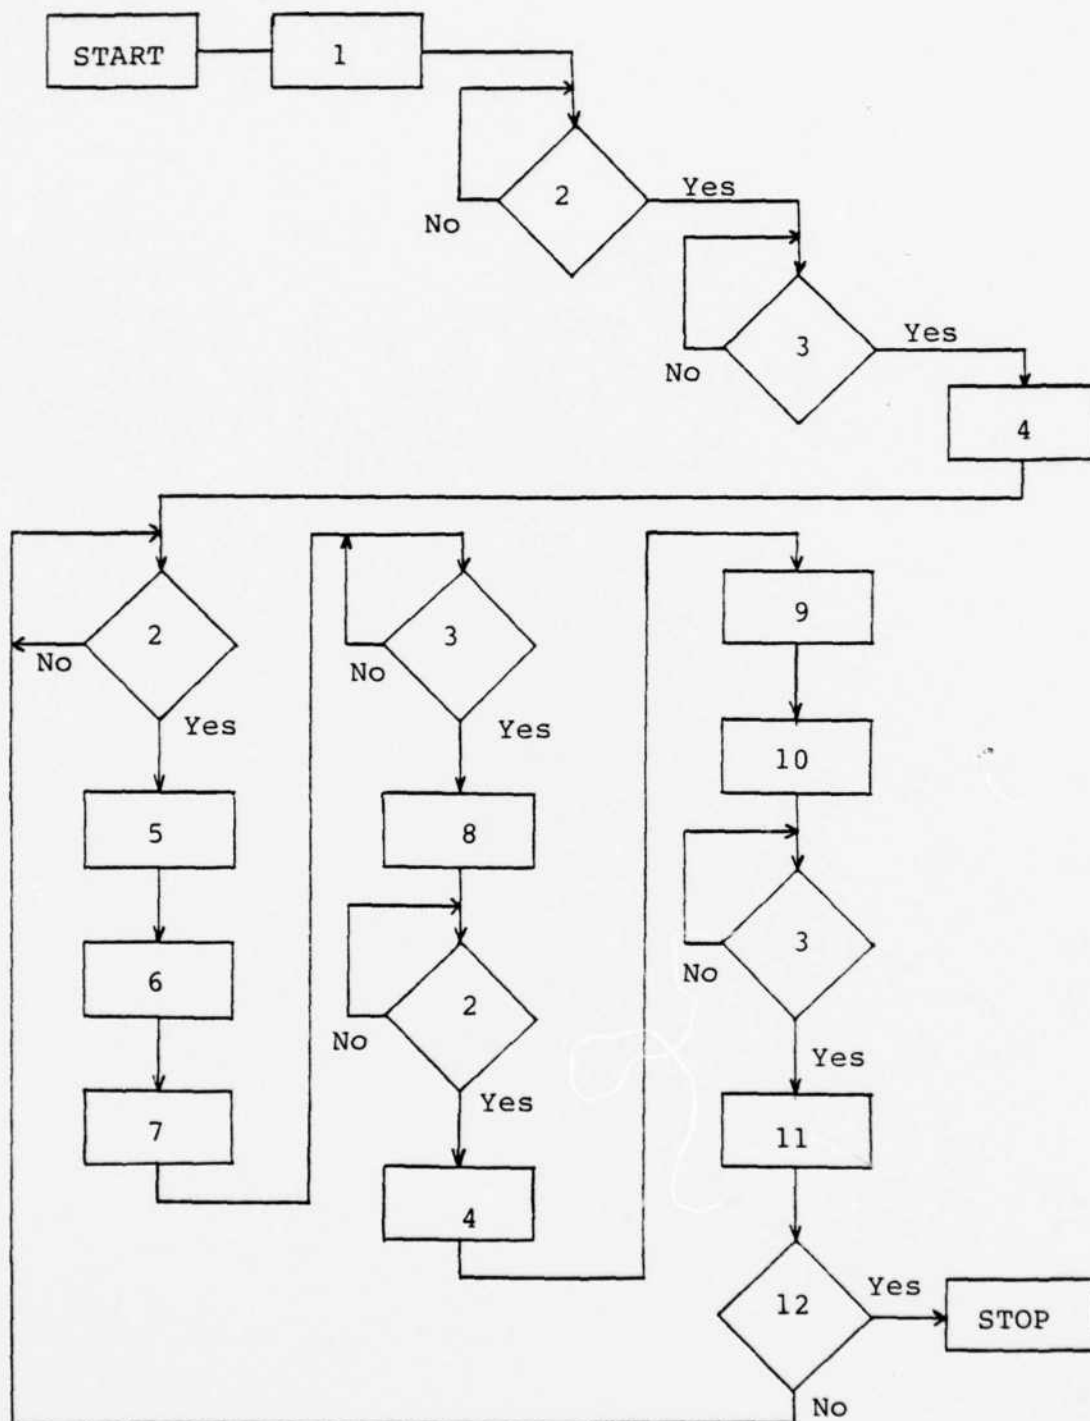 START
1
2
Yes
No
3
Yes
No
4
2
No
Yes
5
6
7
3
No
Yes
8
2
No
Yes
4
9
10
3
No
Yes
11
12
Yes
STOP
No